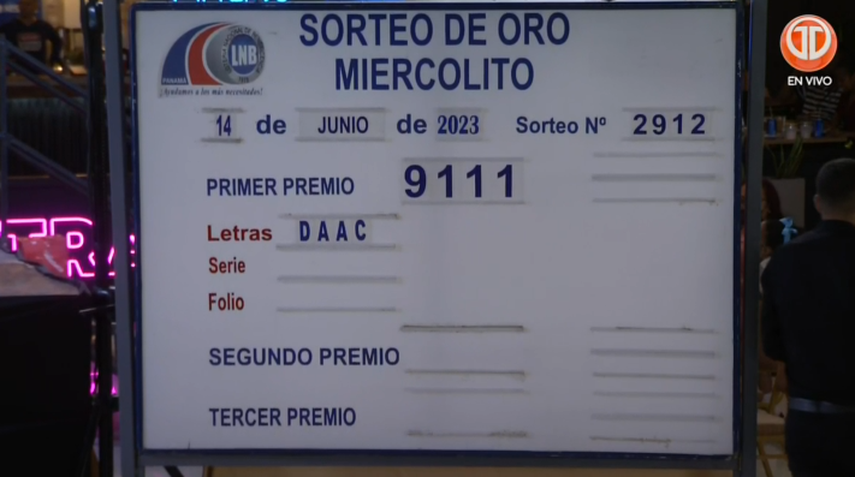 SORTEO DE ORO
MIERCOLITO
LNB
PANAMA
¡Ayudamos a los más necesitados!
EN VIVO
14 de JUNIO de 2023 Sorteo Nº 2912
PRIMER PREMIO 9111
Letras DAAC
Serie
Folio
SEGUNDO PREMIO
TERCER PREMIO